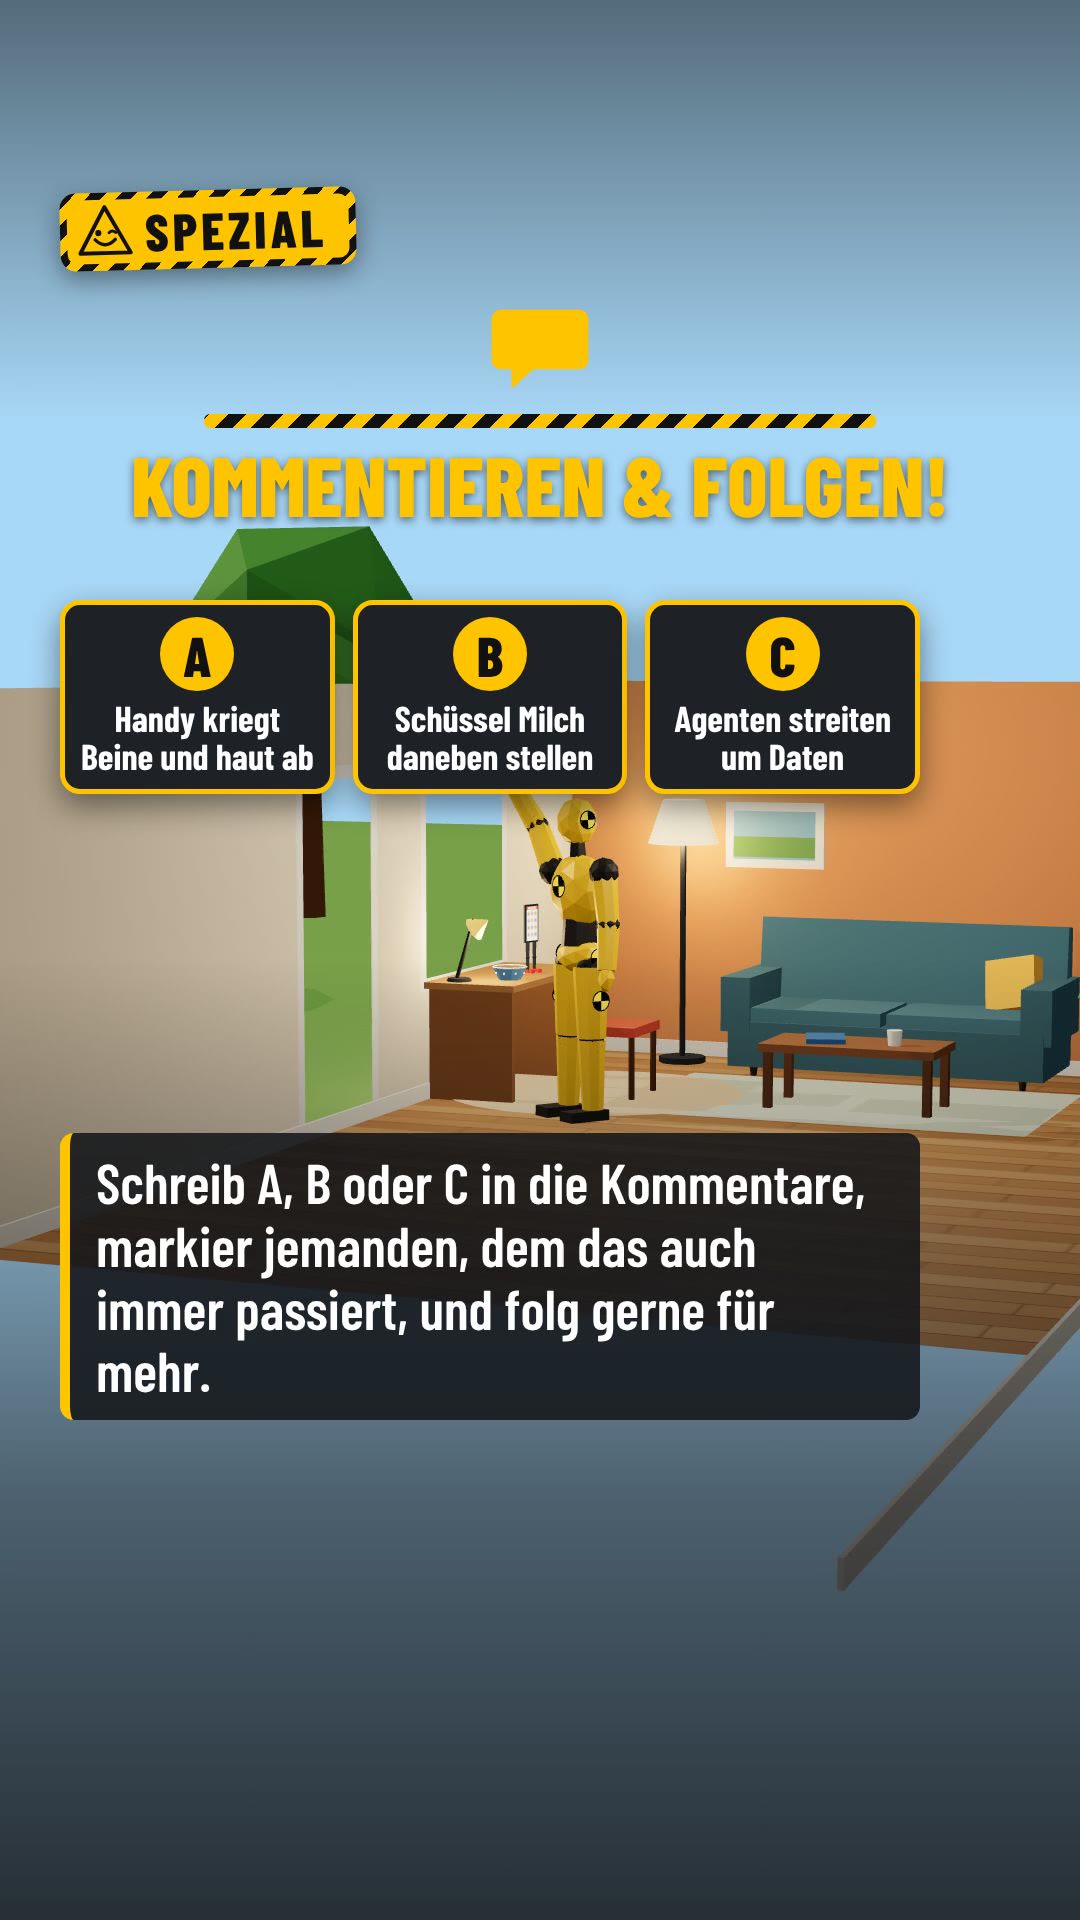 SPEZIAL
KOMMENTIEREN & FOLGEN!
A
Handy kriegt
Beine und haut ab
B
Schüssel Milch
daneben stellen
C
Agenten streiten
um Daten
Schreib A, B oder C in die Kommentare,
markier jemanden, dem das auch
immer passiert, und folg gerne für
mehr.